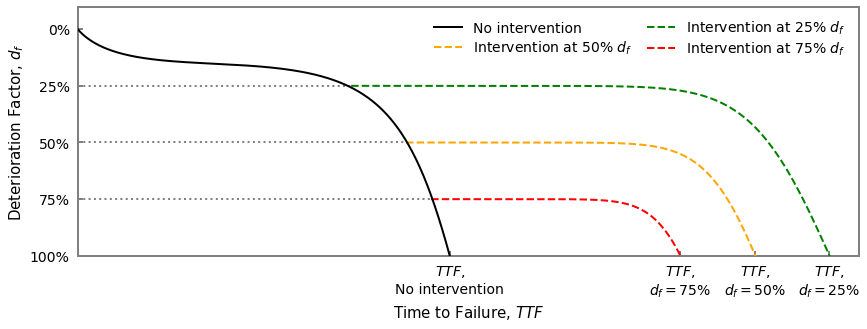 No intervention
Intervention at 50% d_f
Intervention at 25% d_f
Intervention at 75% d_f
Deterioration Factor, d_f
0%
25%
50%
75%
100%
TTF,
No intervention
TTF,
d_f = 75%
TTF,
d_f = 50%
TTF,
d_f = 25%
Time to Failure, TTF